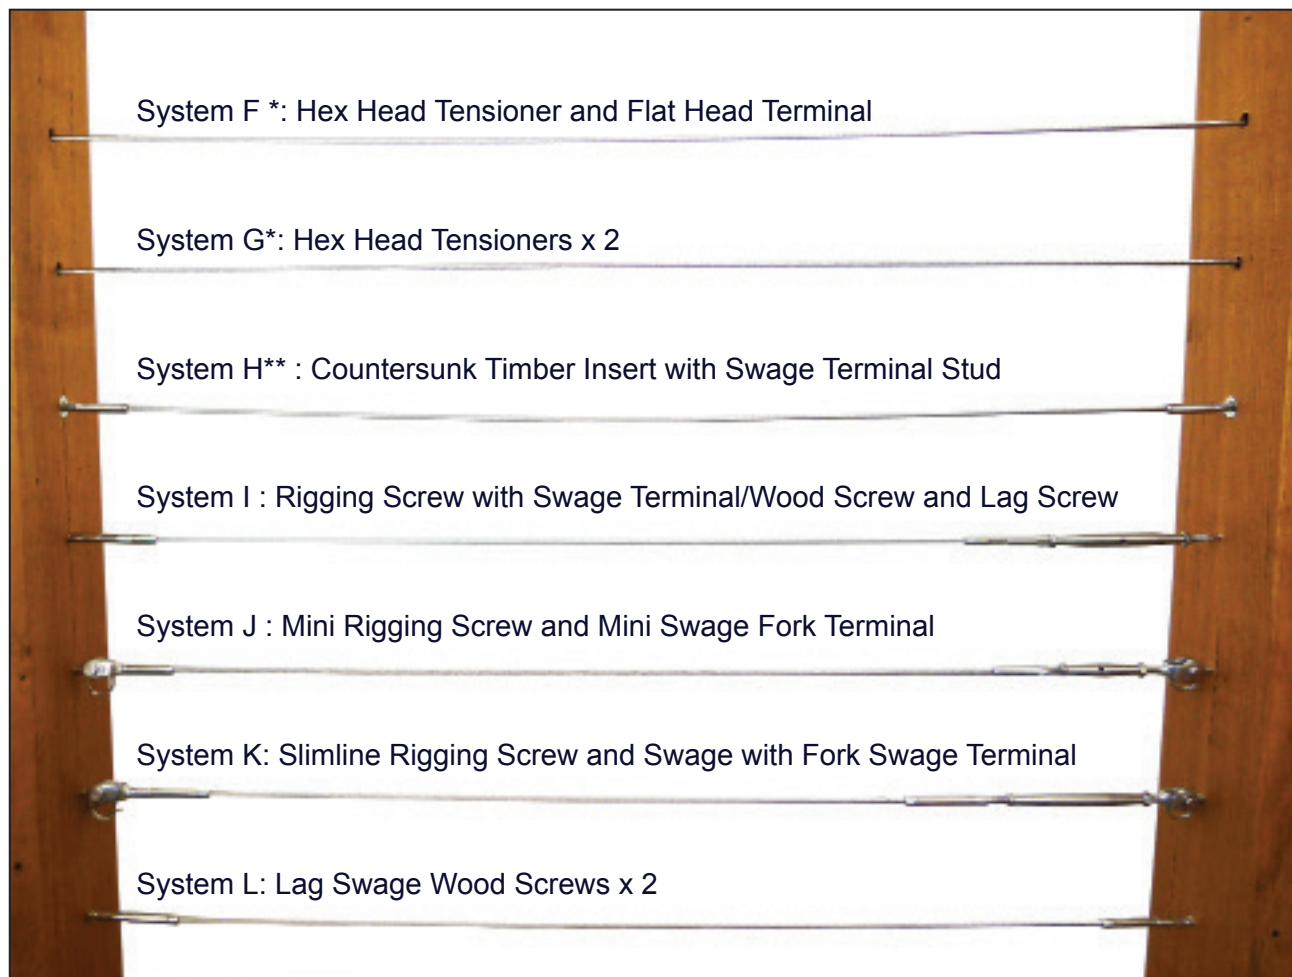 System F *: Hex Head Tensioner and Flat Head Terminal
System G*: Hex Head Tensioners x 2
System H** : Countersunk Timber Insert with Swage Terminal Stud
System I : Rigging Screw with Swage Terminal/Wood Screw and Lag Screw
System J : Mini Rigging Screw and Mini Swage Fork Terminal
System K: Slimline Rigging Screw and Swage with Fork Swage Terminal
System L: Lag Swage Wood Screws x 2